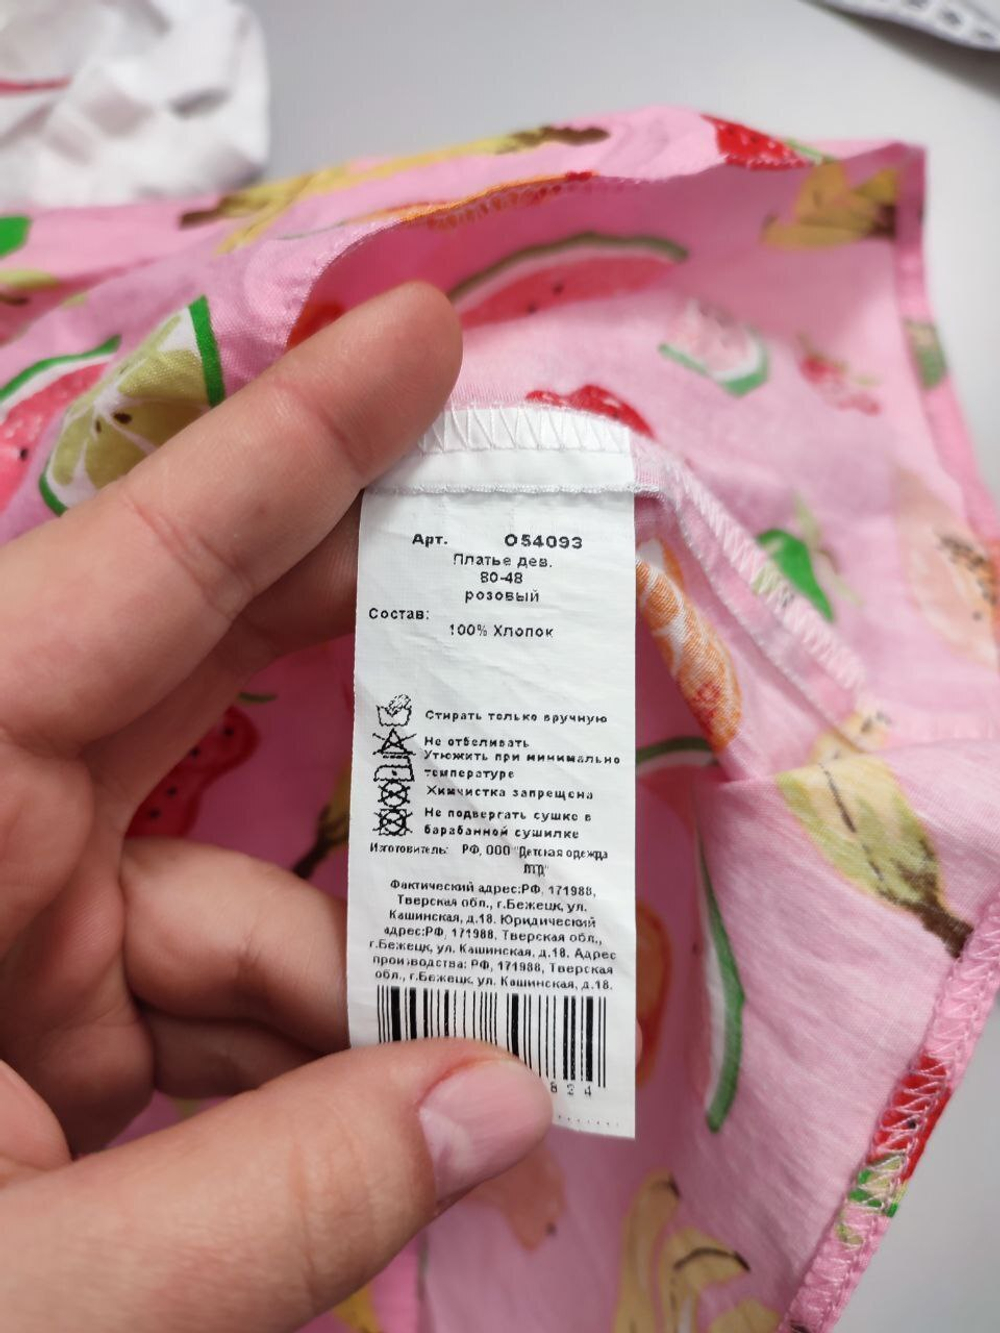 Арт. О54093
Платье дев.
80-48
розовый
Состав:
100% Хлопок
Стирать только вручную
Не отбеливать
Утюжить при минимально
температуре
Химчистка запрещена
Не подвергать сушке в
барабанной сушилке
Изготовитель: РФ, ООО "Детская одежда
ЛТД"
Фактический адрес:РФ, 171988,
Тверская обл., г.Бежецк, ул.
Кашинская, д.18. Юридический
адрес:РФ, 171988, Тверская обл.,
г.Бежецк, ул. Кашинская, д.18. Адрес
производства: РФ, 171988, Тверская
обл., г.Бежецк, ул. Кашинская, д.18.
824